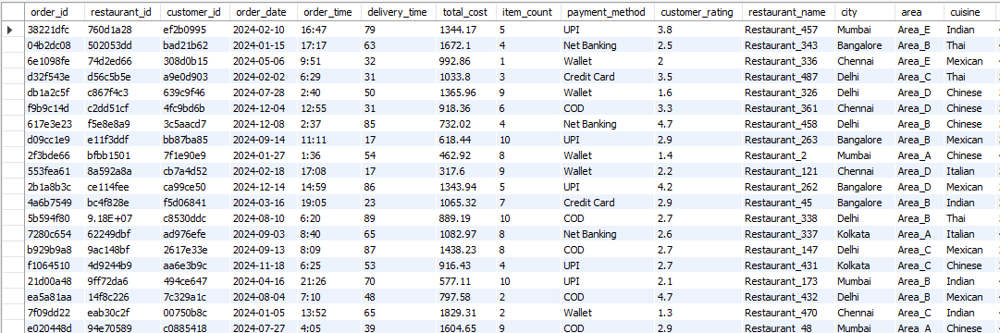 order_id restaurant_id customer_id order_date order_time delivery_time total_cost item_count payment_method customer_rating restaurant_name city area cuisine
38221dfc 760d1a28 ef2b0995 2024-02-10 16:47 79 1344.17 5 UPI 3.8 Restaurant_457 Mumbai Area_E Indian
04b2dc08 502053dd bad21b62 2024-01-15 17:17 63 1672.1 4 Net Banking 2.5 Restaurant_343 Bangalore Area_B Thai
6e1098fe 74d2ed66 308d0b15 2024-05-06 9:51 32 992.86 1 Wallet 2 Restaurant_336 Chennai Area_E Mexican
d32f543e d56c5b5e a9e0d903 2024-02-02 6:29 31 1033.8 3 Credit Card 3.5 Restaurant_487 Delhi Area_C Thai
db1a2c5f c867f4c3 639c9f46 2024-07-28 2:40 50 1365.96 9 Wallet 1.6 Restaurant_326 Delhi Area_D Chinese
f9b9c14d c2dd51cf 4fc9bd6b 2024-12-04 12:55 31 918.36 6 COD 3.3 Restaurant_361 Chennai Area_D Chinese
617e3e23 f5e8e8a9 3c5aacd7 2024-12-08 2:37 85 732.02 4 Net Banking 4.7 Restaurant_458 Delhi Area_C Chinese
d09cc1e9 e11f3ddf bb87ba85 2024-09-14 11:11 17 618.44 10 UPI 2.9 Restaurant_263 Bangalore Area_B Mexican
2f3bde66 bfbb1501 7f1e90e9 2024-01-27 1:36 54 462.92 8 Wallet 1.4 Restaurant_2 Mumbai Area_A Chinese
553fea61 8a592a8a cb7a4d52 2024-02-18 17:08 17 317.6 9 Wallet 2.2 Restaurant_121 Chennai Area_D Italian
2b1a8b3c ce114fee ca99ce50 2024-12-14 14:59 86 1343.94 5 UPI 4.2 Restaurant_262 Bangalore Area_D Mexican
4a6b7549 bc4f828e f5d06841 2024-03-16 19:05 23 1065.32 7 Credit Card 2.9 Restaurant_45 Bangalore Area_B Indian
5b594f80 9.18E+07 c8530ddc 2024-08-10 6:20 89 889.19 10 COD 2.7 Restaurant_338 Delhi Area_B Thai
7280c654 62249dbf ad976efe 2024-09-03 8:40 65 1082.97 8 Net Banking 2.6 Restaurant_337 Kolkata Area_A Italian
b929b9a8 9ac148bf 2617e33e 2024-09-13 8:09 87 1438.23 8 COD 2.7 Restaurant_147 Delhi Area_C Mexican
f1064510 4d9244b9 aa6e3b9c 2024-11-18 6:25 53 916.43 4 UPI 2.7 Restaurant_431 Kolkata Area_C Chinese
21d00a48 9ff72da6 494ce647 2024-04-16 21:26 70 577.11 10 UPI 2.1 Restaurant_173 Mumbai Area_B Indian
ea5a81aa 14f8c226 7c329a1c 2024-08-04 7:10 48 797.58 2 COD 4.7 Restaurant_432 Delhi Area_B Mexican
7f09dd22 eab30c2f 00750b8c 2024-01-05 13:52 65 1829.31 2 Wallet 1.3 Restaurant_470 Chennai Area_C Indian
e020448d 94e70589 c0885418 2024-07-27 4:05 39 1604.65 9 COD 2.9 Restaurant_48 Mumbai Area_A Chinese